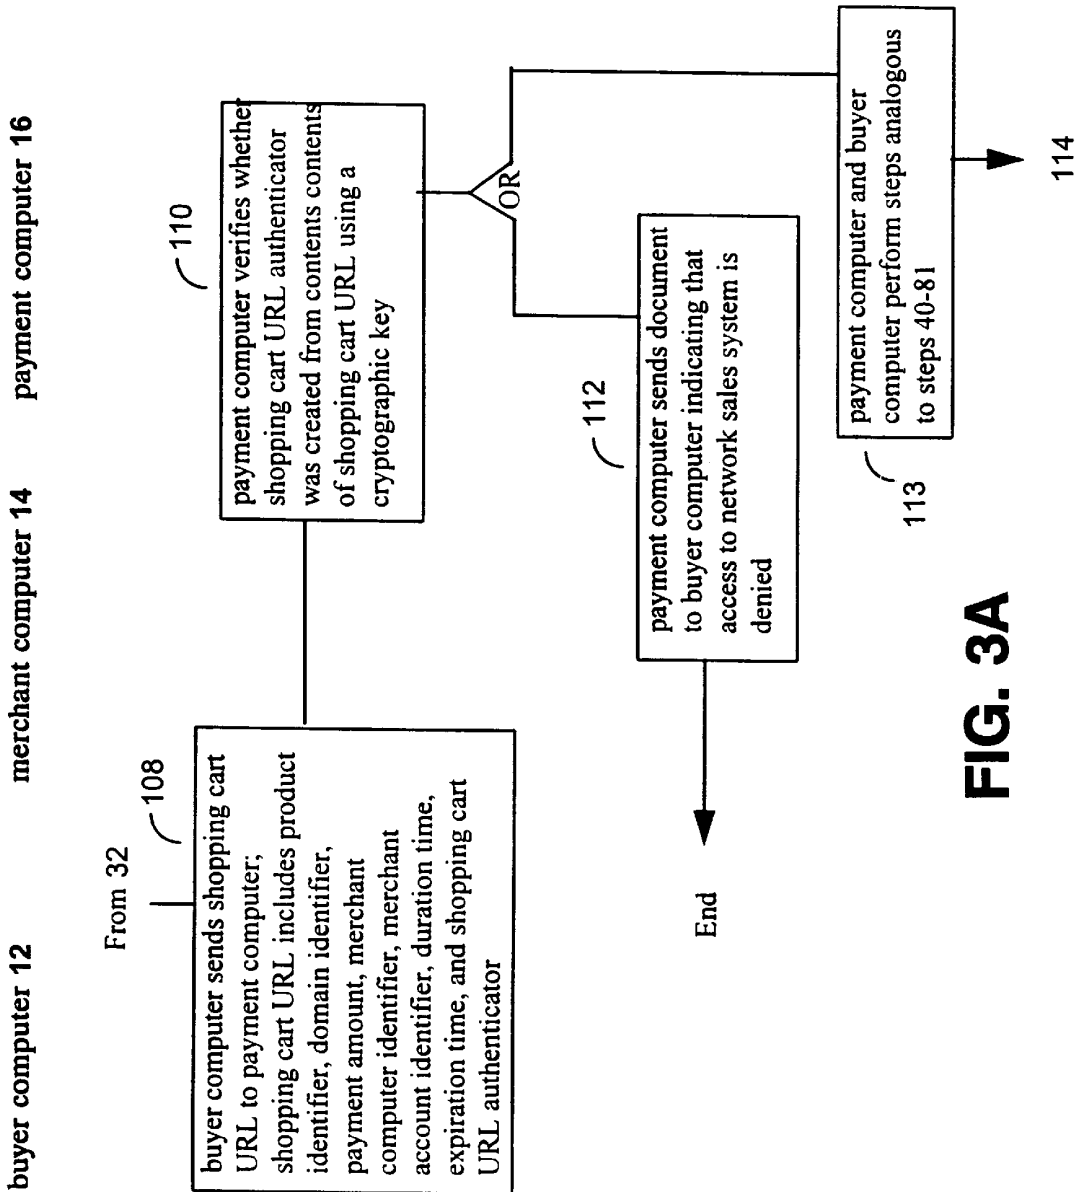 buyer computer 12
merchant computer 14
payment computer 16
From 32
108
buyer computer sends shopping cart
URL to payment computer;
shopping cart URL includes product
identifier, domain identifier,
payment amount, merchant
computer identifier, merchant
account identifier, duration time,
expiration time, and shopping cart
URL authenticator
110
payment computer verifies whether
shopping cart URL authenticator
was created from contents contents
of shopping cart URL using a
cryptographic key
OR
112
payment computer sends document
to buyer computer indicating that
access to network sales system is
denied
End
113
payment computer and buyer
computer perform steps analogous
to steps 40-81
114
FIG. 3A